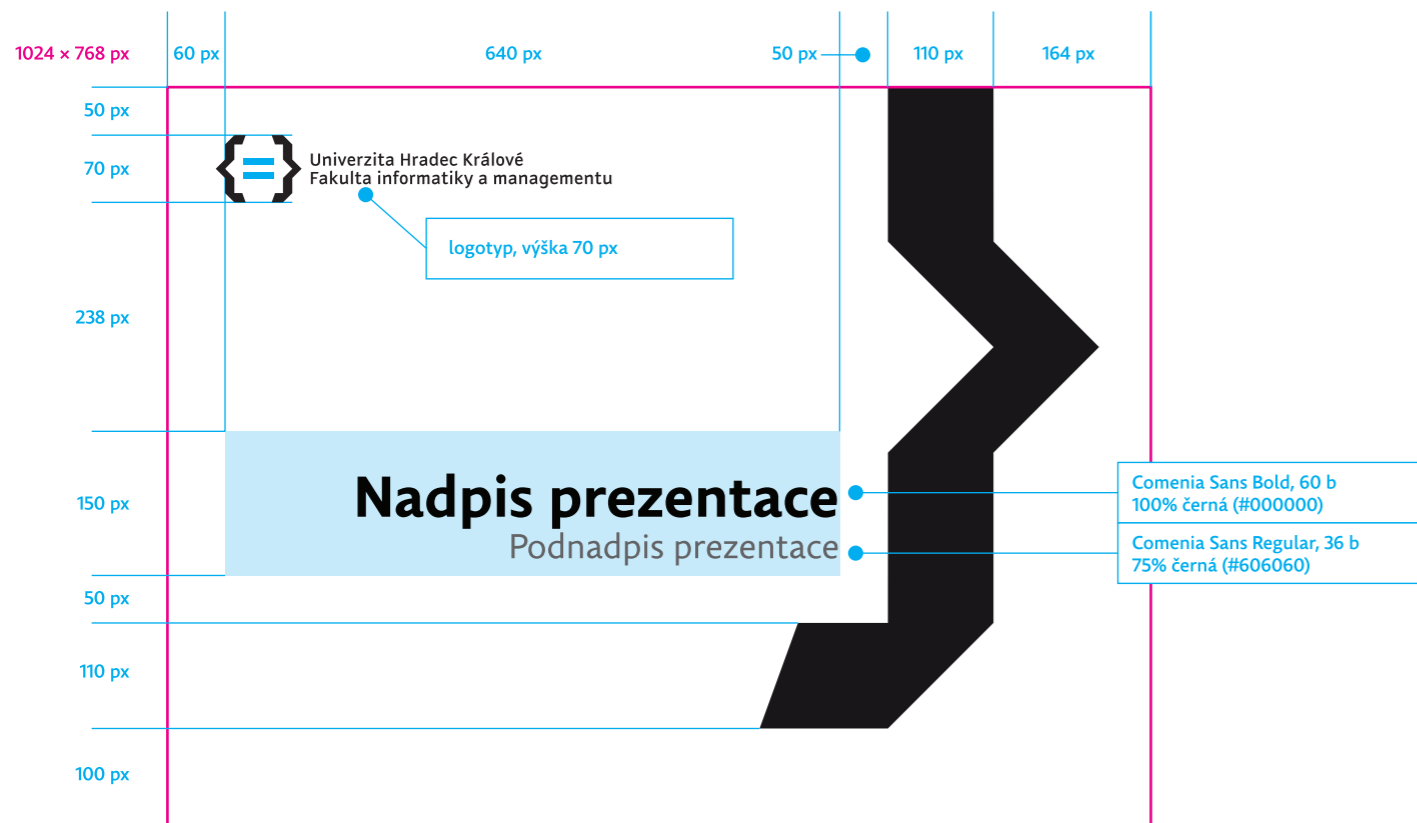 1024 × 768 px
60 px
640 px
50 px
110 px
164 px
50 px
70 px
Univerzita Hradec Králové
Fakulta informatiky a managementu
logotyp, výška 70 px
238 px
150 px
Nadpis prezentace
Podnadpis prezentace
Comenia Sans Bold, 60 b
100% černá (#000000)
Comenia Sans Regular, 36 b
75% černá (#606060)
50 px
110 px
100 px